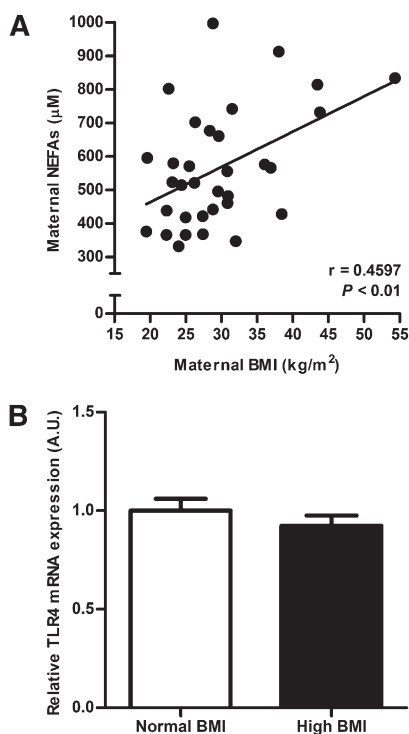 A
Maternal NEFAs (μM)
1000
900
800
700
600
500
400
300
0
r = 0.4597
P < 0.01
15 20 25 30 35 40 45 50 55
Maternal BMI (kg/m²)
B
Relative TLR4 mRNA expression (A.U.)
1.5
1.0
0.5
0.0
Normal BMI High BMI